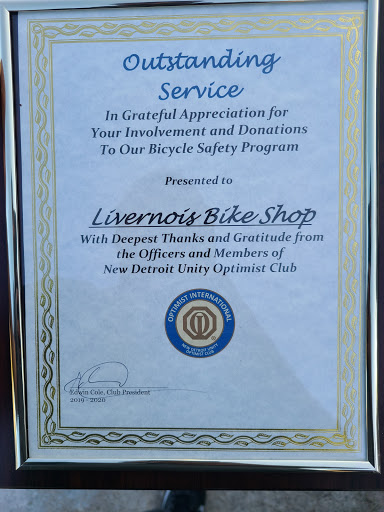 Outstanding
Service
In Grateful Appreciation for
Your Involvement and Donations
To Our Bicycle Safety Program
Presented to
Livernois Bike Shop
With Deepest Thanks and Gratitude from
the Officers and Members of
New Detroit Unity Optimist Club
OPTIMIST INTERNATIONAL
NEW DETROIT UNITY
OPTIMIST CLUB
Edwin Cole, Club President
2019 - 2020